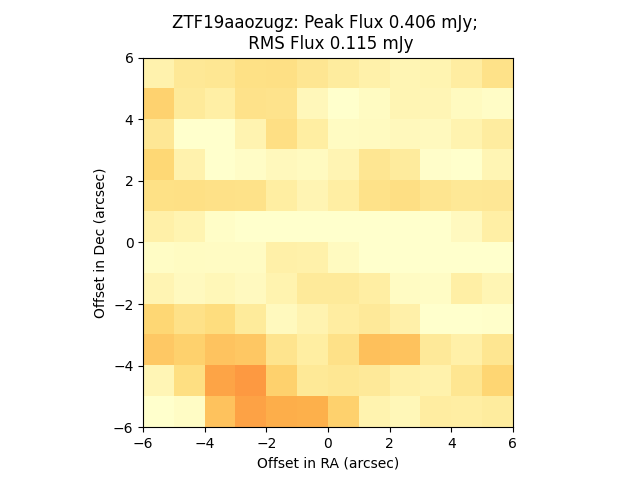 ZTF19aaozugz: Peak Flux 0.406 mJy;
RMS Flux 0.115 mJy
6
4
2
0
−2
−4
−6
Offset in Dec (arcsec)
−6 −4 −2 0 2 4 6
Offset in RA (arcsec)